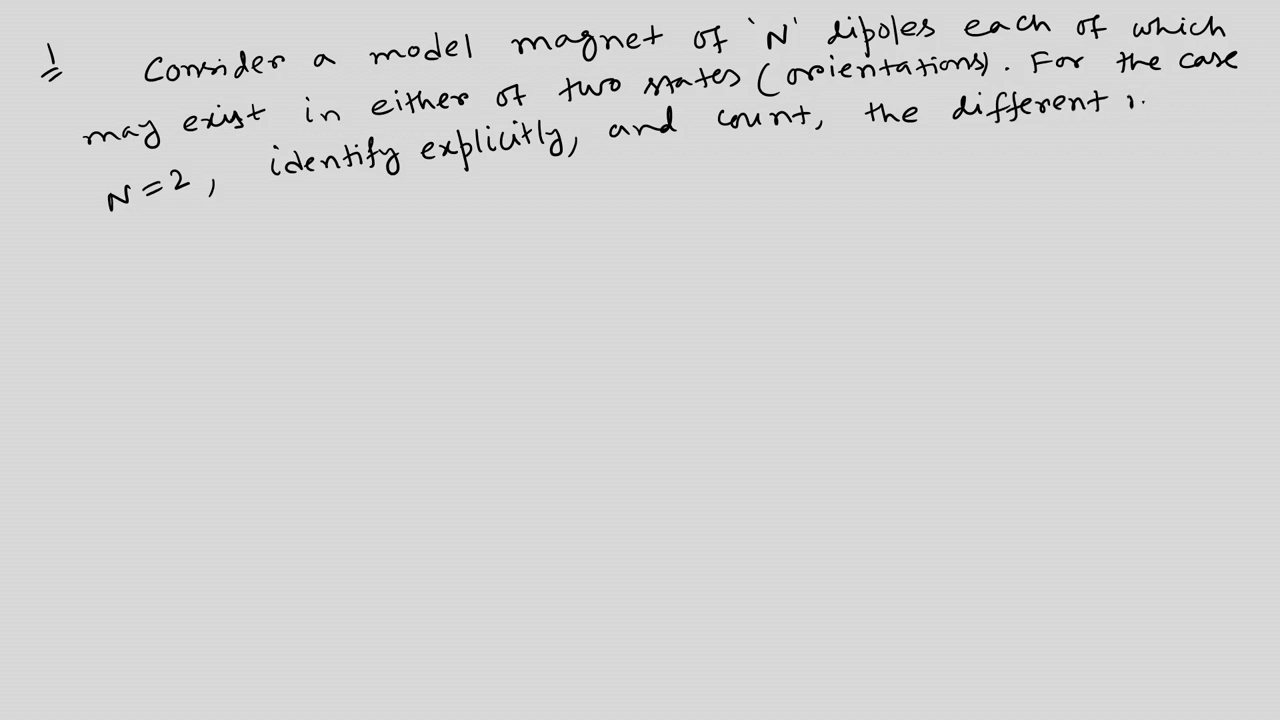 1 Consider a model magnet of 'N' dipoles each of which
may exist in either of two states (orientations). For the case
N=2, identify explicitly, and count, the different